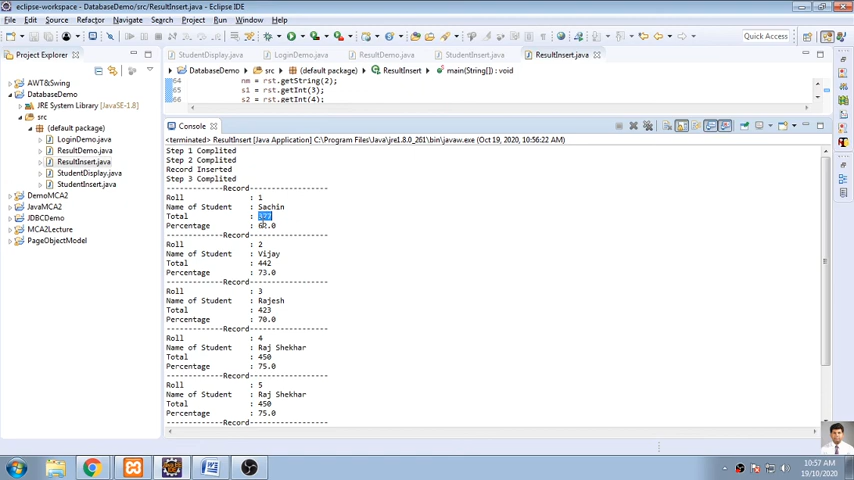 eclipse-workspace - DatabaseDemo/src/ResultInsert.java - Eclipse IDE
File Edit Source Refactor Navigate Search Project Run Window Help
Quick Access
Project Explorer
AWT&Swing
DatabaseDemo
JRE System Library [JavaSE-1.8]
src
(default package)
LoginDemo.java
ResultDemo.java
ResultInsert.java
StudentDisplay.java
StudentInsert.java
DemoMCA2
JavaMCA2
JDBCDemo
MCA2Lecture
PageObjectModel
StudentDisplay.java LoginDemo.java ResultDemo.java StudentInsert.java ResultInsert.java
DatabaseDemo src (default package) ResultInsert main(String[]) : void
64 nm = rst.getString(2);
65 s1 = rst.getInt(3);
66 s2 = rst.getInt(4);
Console
<terminated> ResultInsert [Java Application] C:\Program Files\Java\jre1.8.0_261\bin\javaw.exe (Oct 19, 2020, 10:56:22 AM)
Step 1 Complited
Step 2 Complited
Record Inserted
Step 3 Complited
--------------Record-------------------
Roll : 1
Name of Student : Sachin
Total : 377
Percentage : 62.0
--------------Record-------------------
Roll : 2
Name of Student : Vijay
Total : 442
Percentage : 73.0
--------------Record-------------------
Roll : 3
Name of Student : Rajesh
Total : 423
Percentage : 70.0
--------------Record-------------------
Roll : 4
Name of Student : Raj Shekhar
Total : 450
Percentage : 75.0
--------------Record-------------------
Roll : 5
Name of Student : Raj Shekhar
Total : 450
Percentage : 75.0
--------------Record-------------------
10:57 AM
19/10/2020